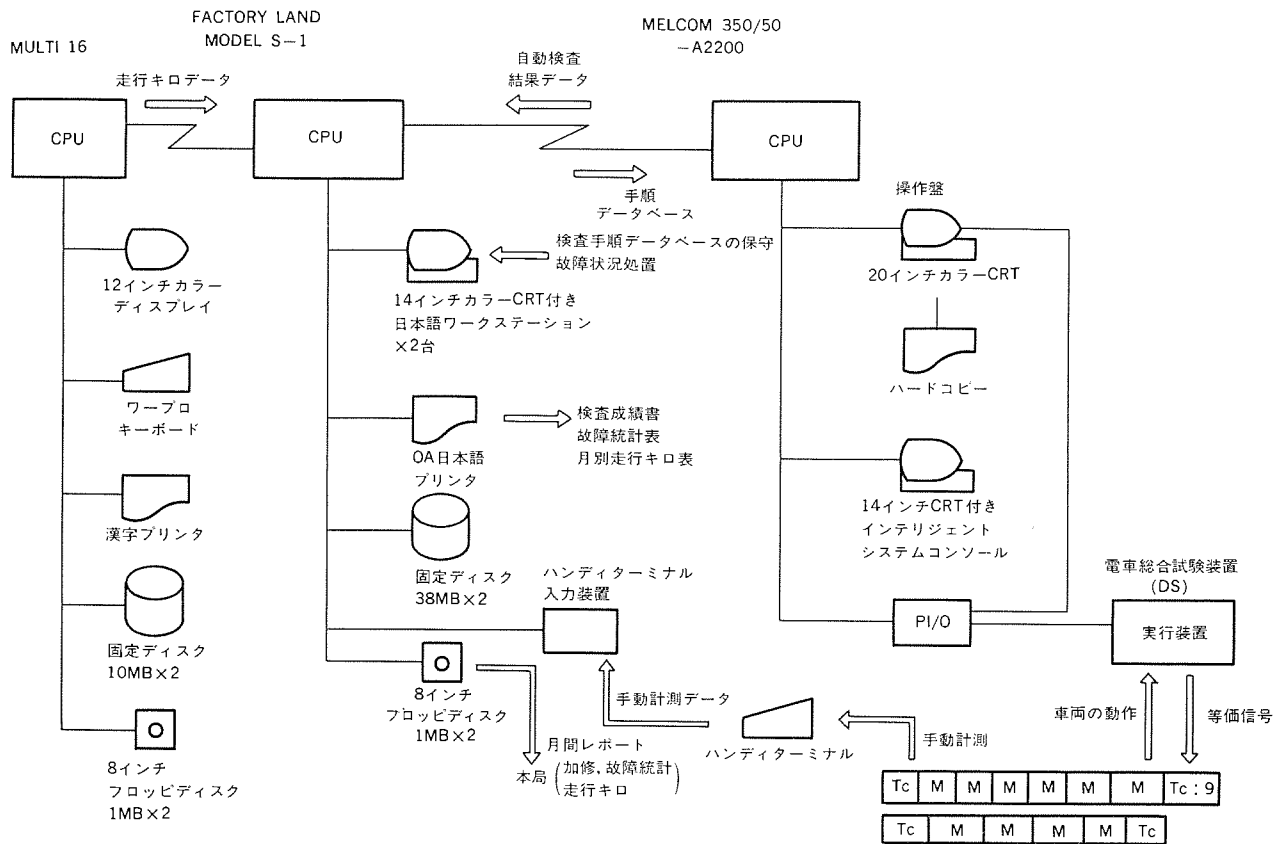 MULTI 16
FACTORY LAND
MODEL S-1
MELCOM 350/50
-A2200
走行キロデータ
自動検査
結果データ
CPU
CPU
CPU
手順
データベース
操作盤
12インチカラー
ディスプレイ
検査手順データベースの保守
故障状況処置
14インチカラーCRT付き
日本語ワークステーション
×2台
20インチカラーCRT
ワープロ
キーボード
ハードコピー
OA日本語
プリンタ
検査成績書
故障統計表
月別走行キロ表
漢字プリンタ
14インチCRT付き
インテリジェント
システムコンソール
固定ディスク
38MB×2
ハンディターミナル
入力装置
電車総合試験装置
(DS)
固定ディスク
10MB×2
PI/O
実行装置
8インチ
フロッピディスク
1MB×2
手動計測データ
ハンディターミナル
手動計測
車両の動作
等価信号
8インチ
フロッピディスク
1MB×2
月間レポート
本局(加修,故障統計
走行キロ)
Tc M M M M M M Tc:9
Tc M M M M Tc